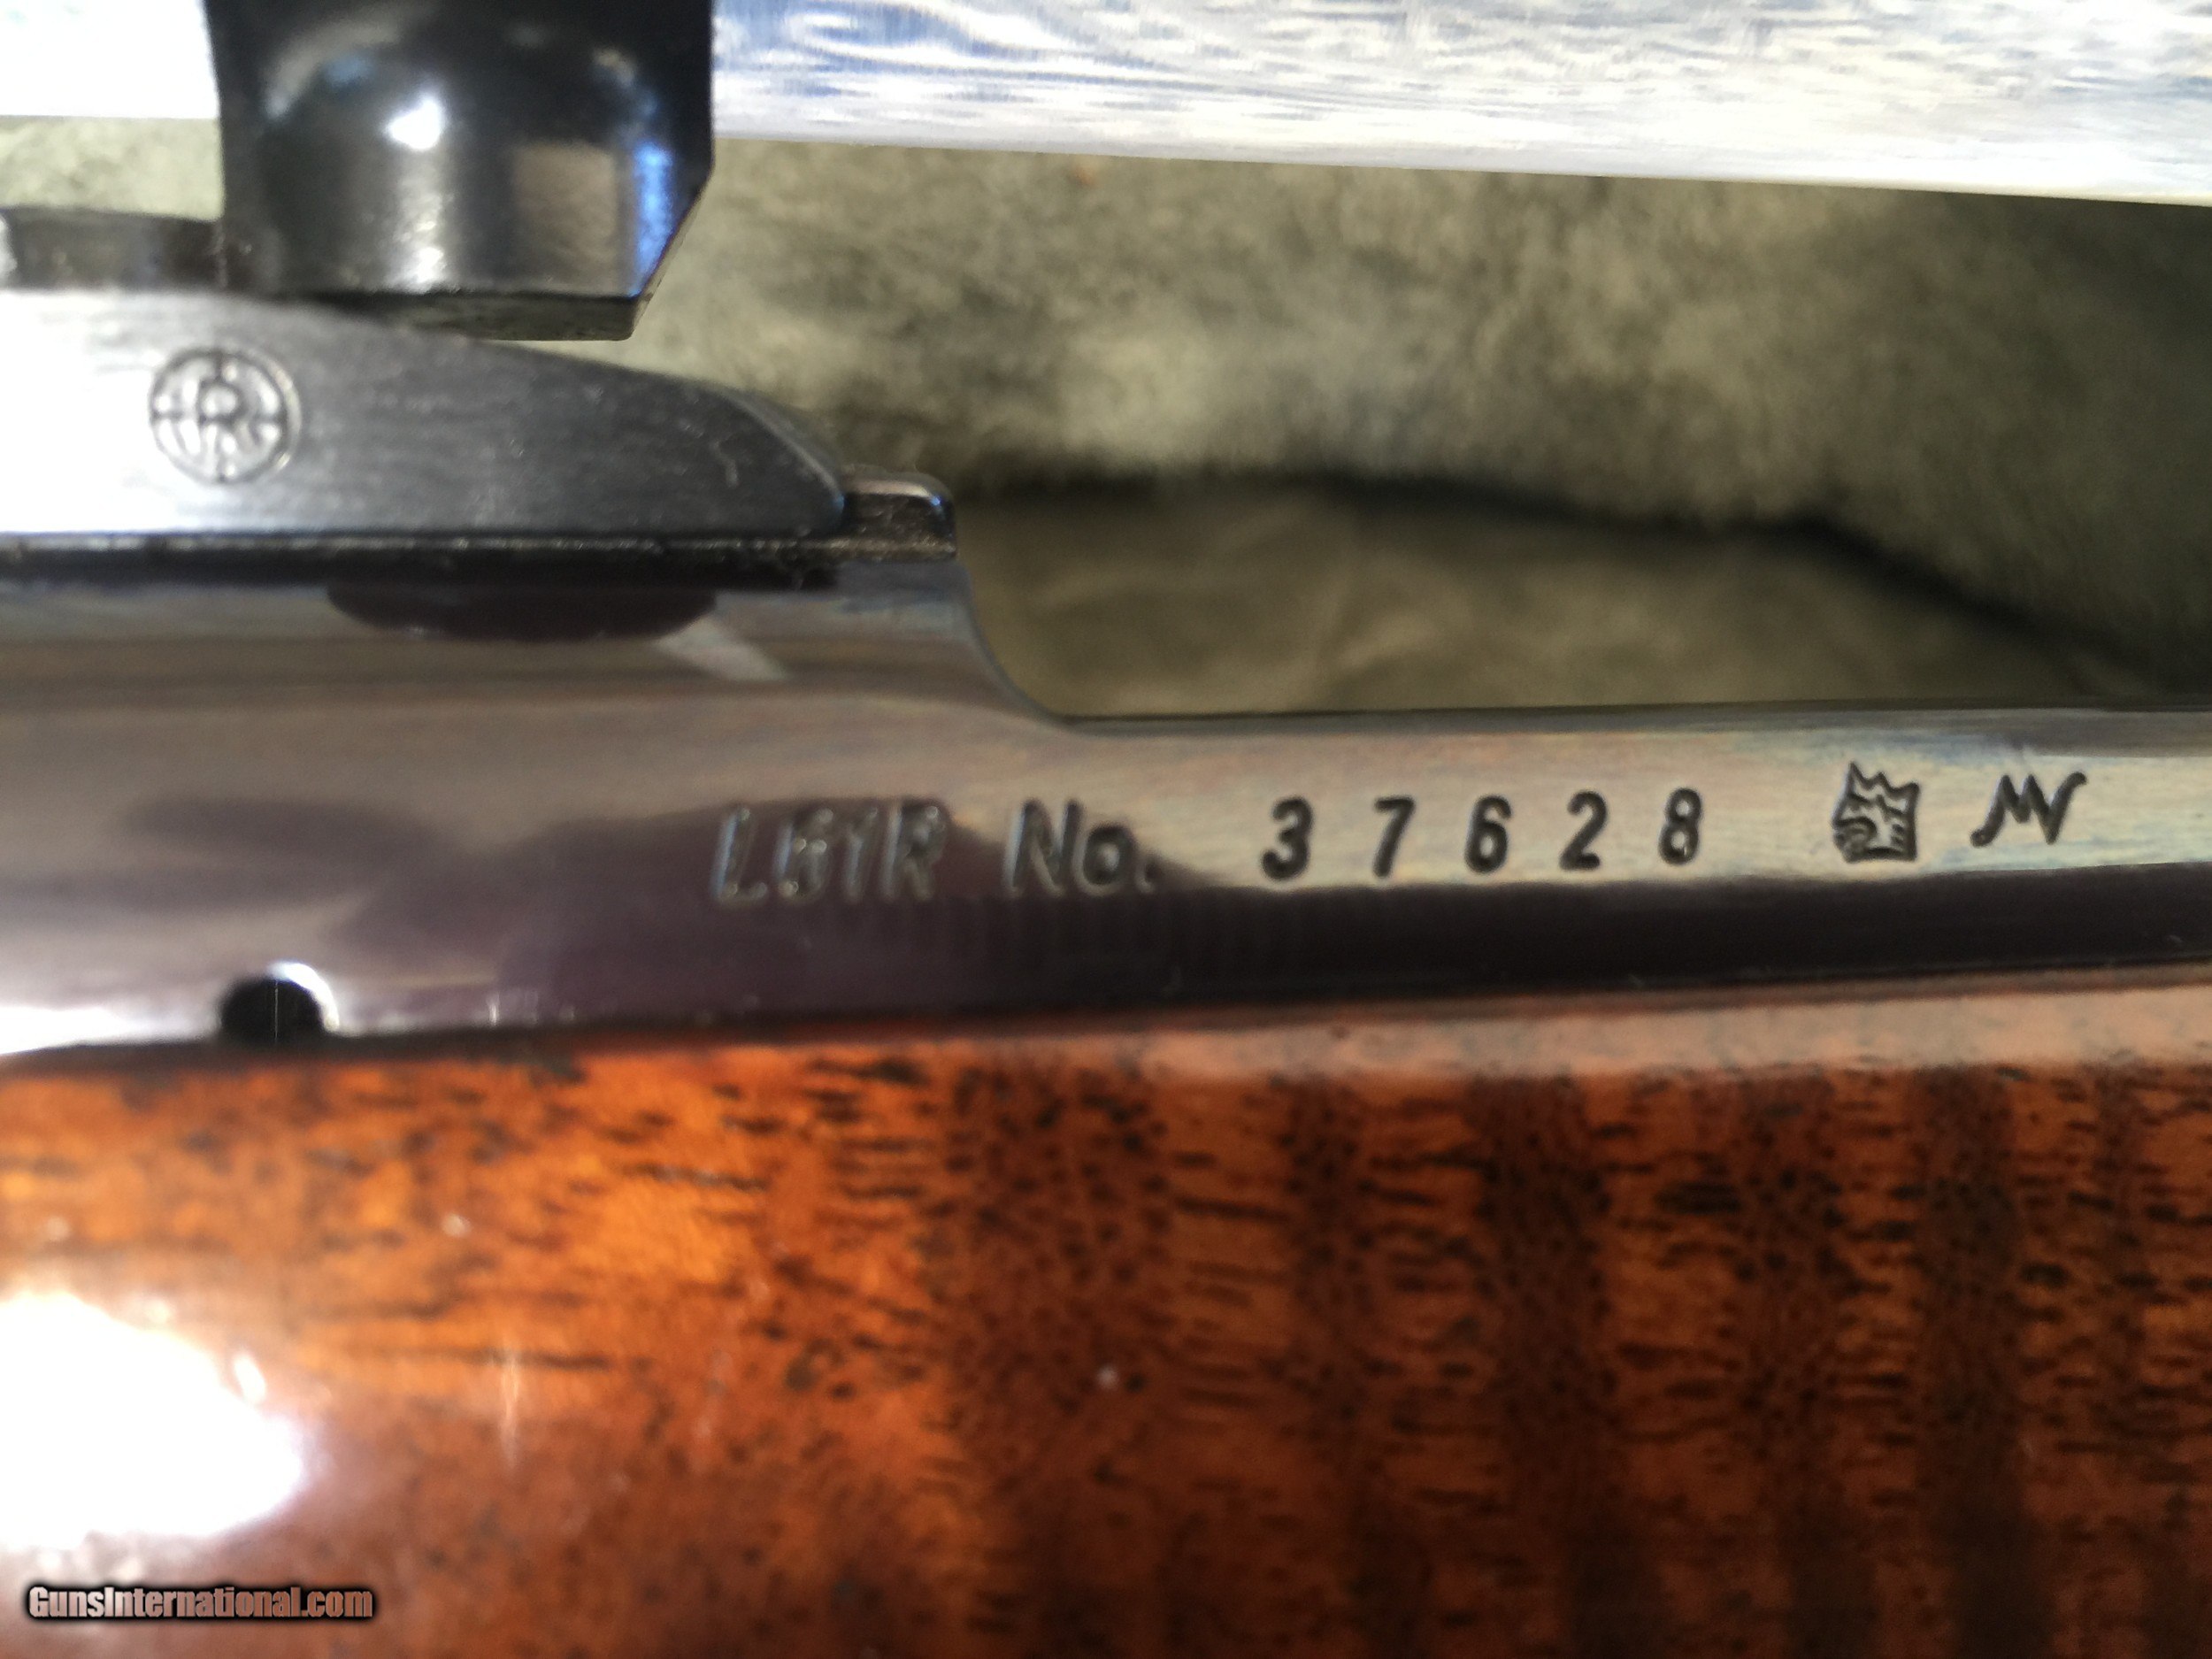 R
L61R No. 37628
GunsInternational.com